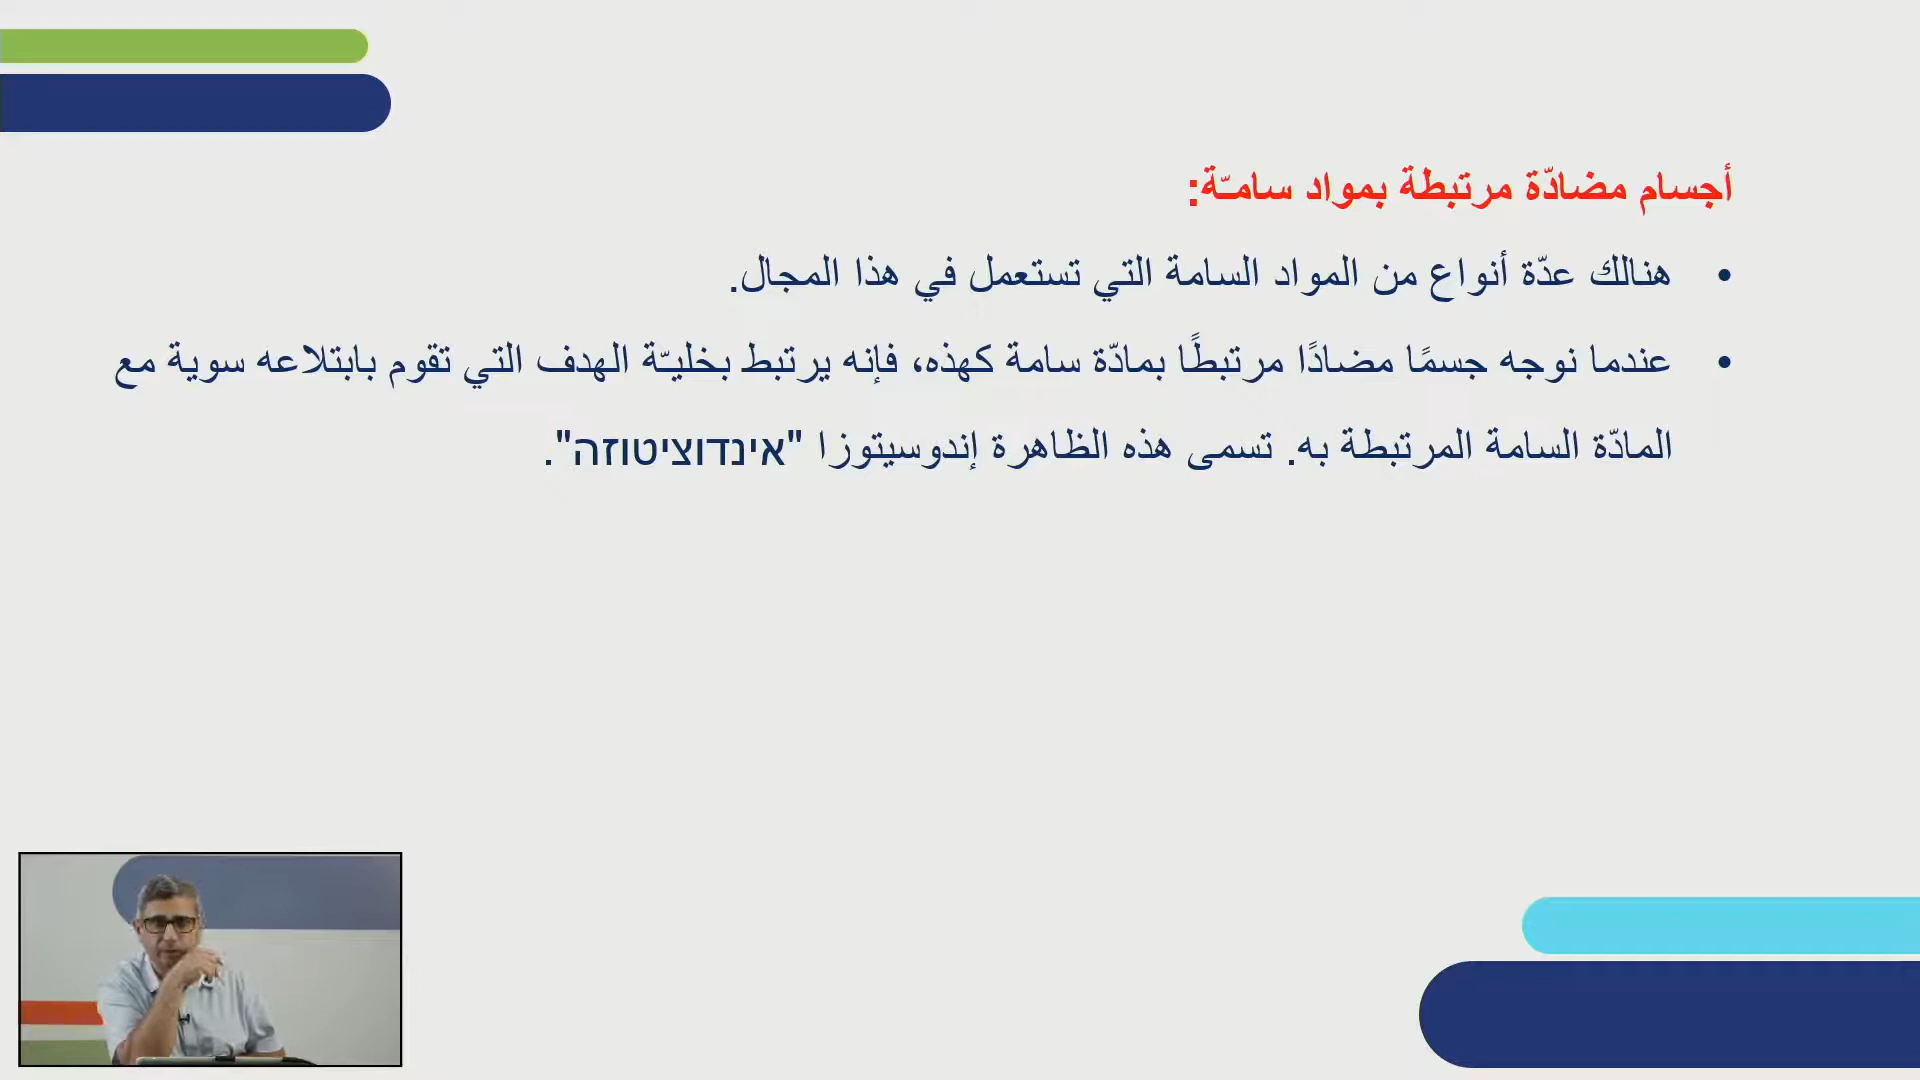 أجسام مضادّة مرتبطة بمواد سامـّة:
• هنالك عدّة أنواع من المواد السامة التي تستعمل في هذا المجال.
• عندما نوجه جسمًا مضادًا مرتبطًا بمادّة سامة كهذه، فإنه يرتبط بخليـّة الهدف التي تقوم بابتلاعه سوية مع
المادّة السامة المرتبطة به. تسمى هذه الظاهرة إندوسيتوزا "אינדוציטוזה".